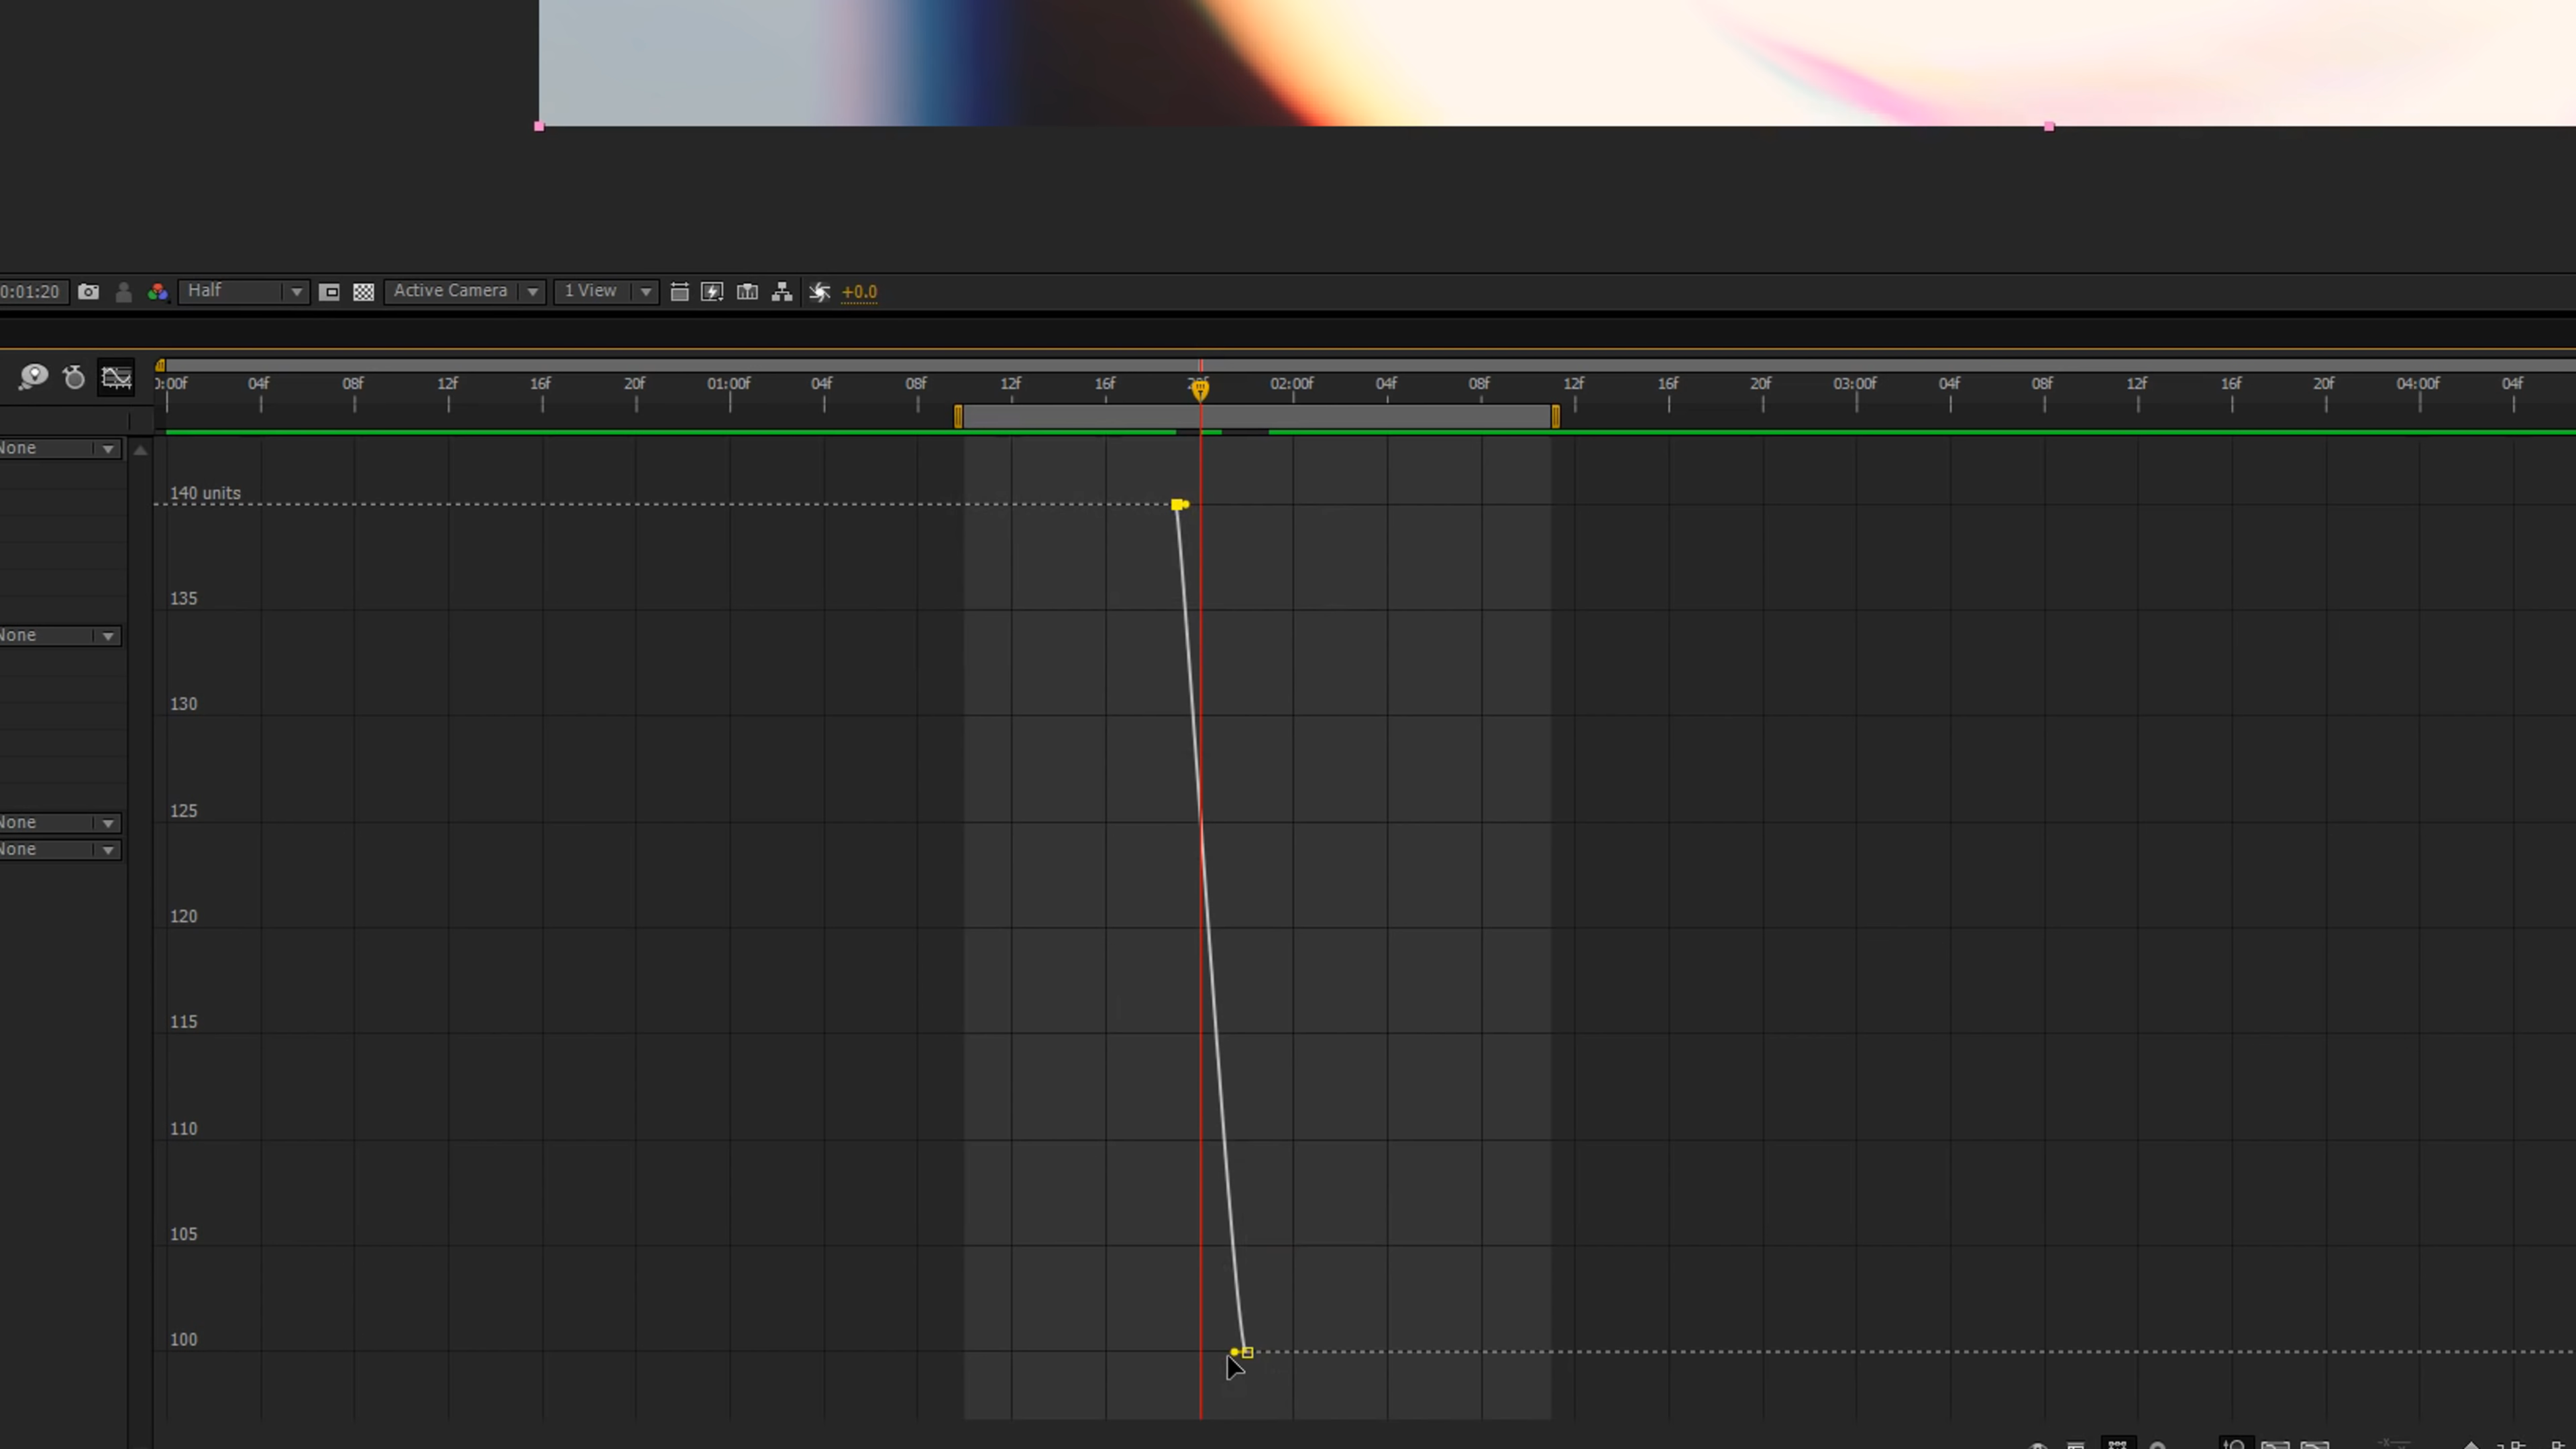 0:01:20 Half Active Camera 1 View +0.0
0:00f 04f 08f 12f 16f 20f 01:00f 04f 08f 12f 16f 20f 02:00f 04f 08f 12f 16f 20f 03:00f 04f 08f 12f 16f 20f 04:00f 04f
None
140 units
135
None
130
125
None
None
120
115
110
105
100